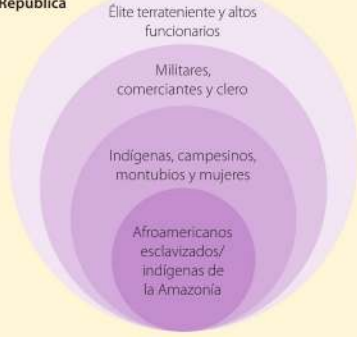 República
Élite terrateniente y altos
funcionarios
Militares,
comerciantes y clero
Indígenas, campesinos,
montubios y mujeres
Afroamericanos
esclavizados/
indígenas de
la Amazonía